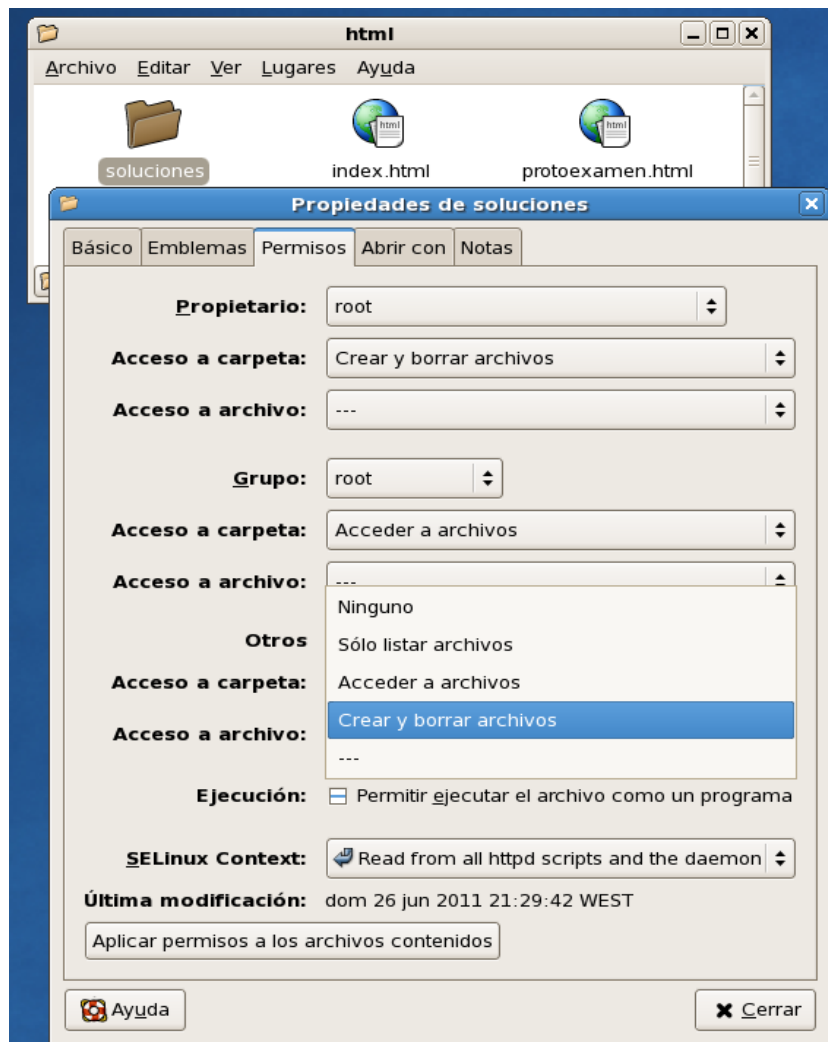 html
Archivo Editar Ver Lugares Ayuda
soluciones index.html protoexamen.html
Propiedades de soluciones
Básico Emblemas Permisos Abrir con Notas
Propietario: root
Acceso a carpeta: Crear y borrar archivos
Acceso a archivo: ---
Grupo: root
Acceso a carpeta: Acceder a archivos
Acceso a archivo: ---
Ninguno
Otros Sólo listar archivos
Acceso a carpeta: Acceder a archivos
Crear y borrar archivos
Acceso a archivo:
---
Ejecución: Permitir ejecutar el archivo como un programa
SELinux Context: Read from all httpd scripts and the daemon
Última modificación: dom 26 jun 2011 21:29:42 WEST
Aplicar permisos a los archivos contenidos
Ayuda Cerrar